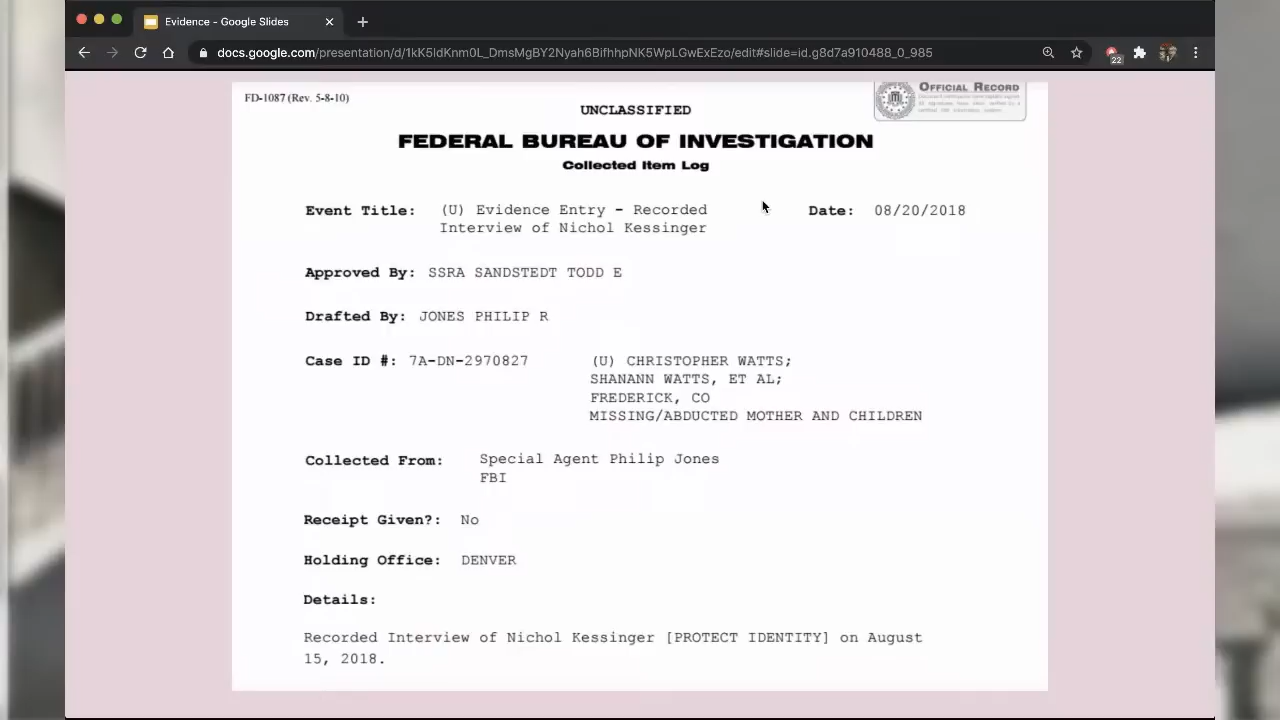 Evidence - Google Slides
docs.google.com/presentation/d/1kK5IdKnm0L_DmsMgBY2Nyah6BifhhpNK5WpLGwExEzo/edit#slide=id.g8d7a910488_0_985
22
FD-1087 (Rev. 5-8-10)
OFFICIAL RECORD
UNCLASSIFIED
FEDERAL BUREAU OF INVESTIGATION
Collected Item Log
Event Title: (U) Evidence Entry - Recorded Date: 08/20/2018
Interview of Nichol Kessinger
Approved By: SSRA SANDSTEDT TODD E
Drafted By: JONES PHILIP R
Case ID #: 7A-DN-2970827 (U) CHRISTOPHER WATTS;
SHANANN WATTS, ET AL;
FREDERICK, CO
MISSING/ABDUCTED MOTHER AND CHILDREN
Collected From: Special Agent Philip Jones
FBI
Receipt Given?: No
Holding Office: DENVER
Details:
Recorded Interview of Nichol Kessinger [PROTECT IDENTITY] on August
15, 2018.